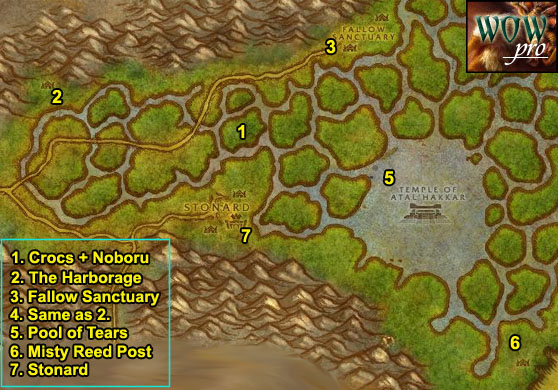 WOW
pro
FALLOW
SANCTUARY
3
2
1
5
TEMPLE OF
ATAL'HAKKAR
STONARD
7
6
1. Crocs + Noboru
2. The Harborage
3. Fallow Sanctuary
4. Same as 2.
5. Pool of Tears
6. Misty Reed Post
7. Stonard